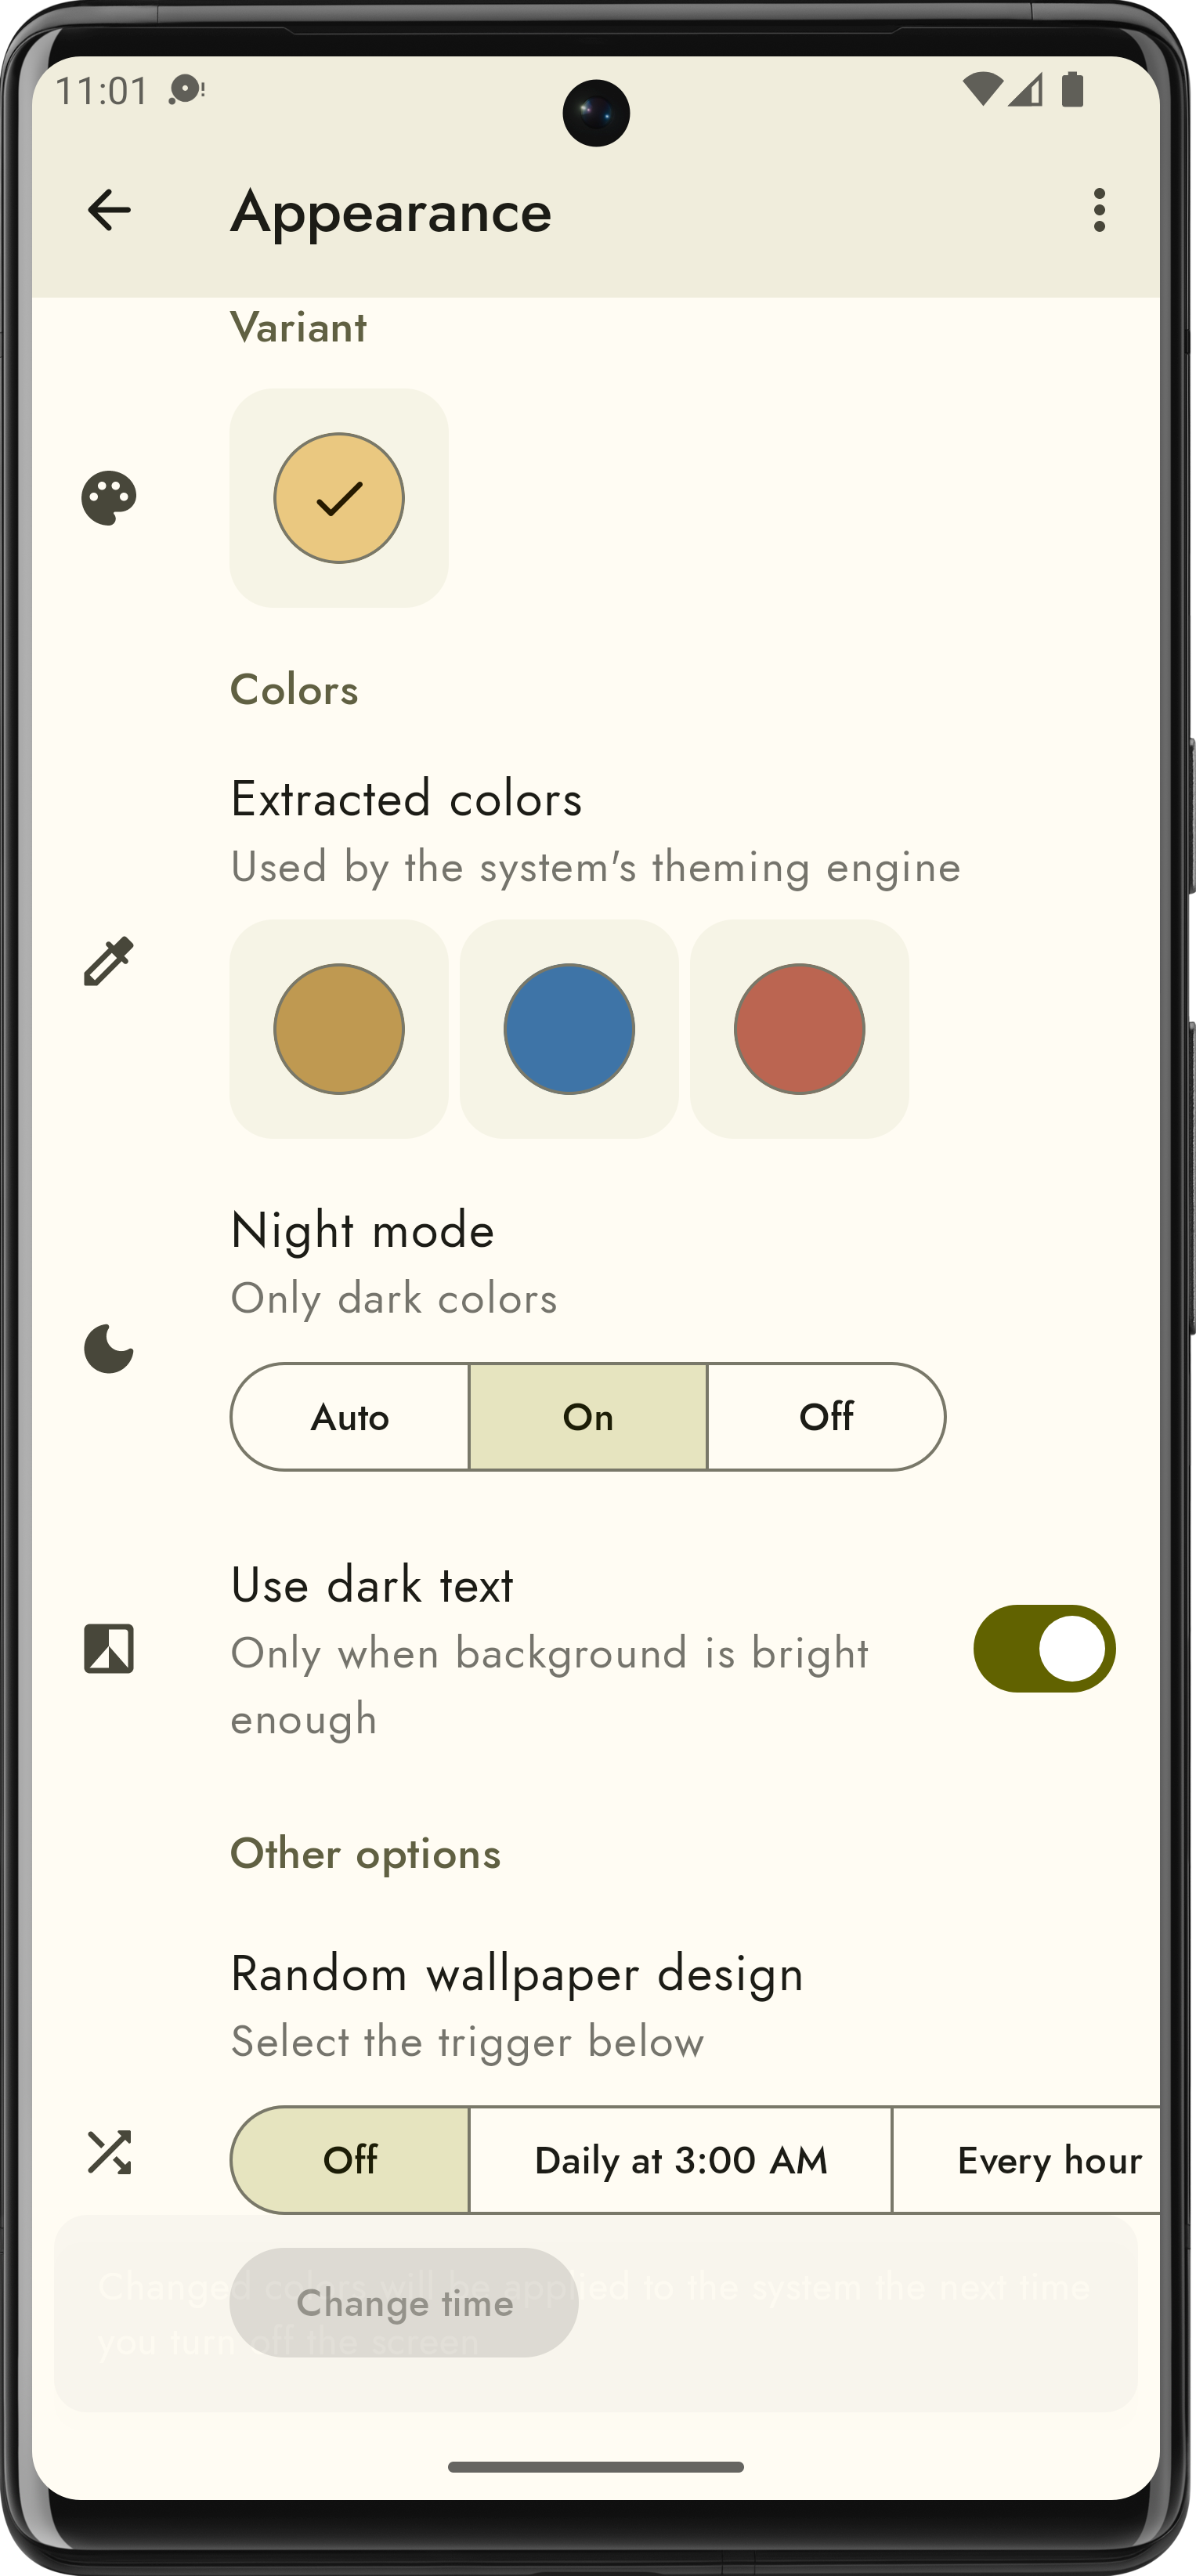 11:01
Appearance
Variant
Colors
Extracted colors
Used by the system's theming engine
Night mode
Only dark colors
Auto On Off
Use dark text
Only when background is bright
enough
Other options
Random wallpaper design
Select the trigger below
Off Daily at 3:00 AM Every hour
Changed colors will be applied to the system the next time
Change time
you turn off the screen